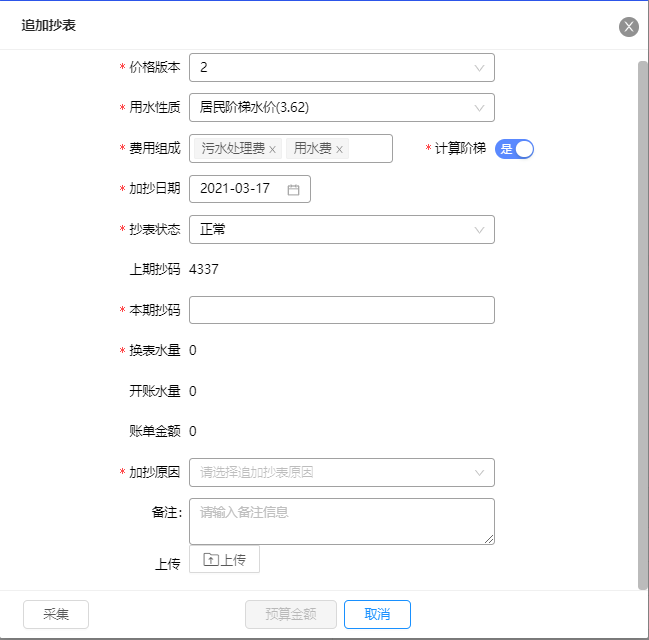 追加抄表
* 价格版本 2
* 用水性质 居民阶梯水价(3.62)
* 费用组成 污水处理费 x 用水费 x * 计算阶梯 是
* 加抄日期 2021-03-17
* 抄表状态 正常
上期抄码 4337
* 本期抄码
* 换表水量 0
开账水量 0
账单金额 0
* 加抄原因 请选择追加抄表原因
备注: 请输入备注信息
上传 上传
采集 预算金额 取消